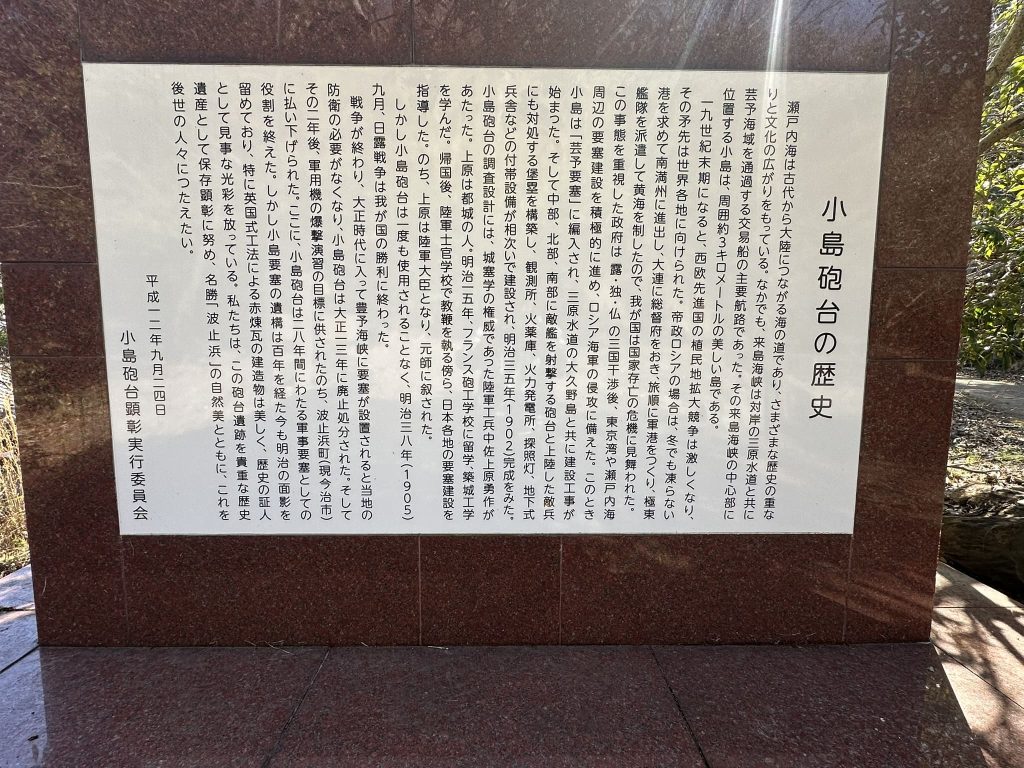 小島砲台の歴史
瀬戸内海は古代から大陸につながる海の道であり、さまざまな歴史の重な
りと文化の広がりをもっている。なかでも、来島海峡は対岸の三原水道と共に
芸予海域を通過する交易船の主要航路であった。その来島海峡の中心部に
位置する小島は、周囲約3キロメートルの美しい島である。
一九世紀末期になると、西欧先進国の植民地拡大競争は激しくなり、
その矛先は世界各地に向けられた。帝政ロシアの場合は、冬でも凍らない
港を求めて南満州に進出し、大連に総督府をおき、旅順に軍港をつくり、極東
艦隊を派遣して黄海を制したので、我が国は国家存亡の危機に見舞われた。
この事態を重視した政府は 露・独・仏の三国干渉後、東京湾や瀬戸内海
周辺の要塞建設を積極的に進め、ロシア海軍の侵攻に備えた。このとき
小島は「芸予要塞」に編入され、三原水道の大久野島と共に建設工事が
始まった。そして中部、北部、南部に敵艦を射撃する砲台と上陸した敵兵
にも対処する堡塁を構築し、観測所、火薬庫、火力発電所、探照灯、地下式
兵舎などの付帯設備が相次いで建設され、明治三五年(1902)完成をみた。
小島砲台の調査設計には、城塞学の権威であった陸軍工兵中佐上原勇作が
あたった。上原は都城の人、明治一五年、フランス砲工学校に留学、築城工学
を学んだ。帰国後、陸軍士官学校で教鞭を執る傍ら、日本各地の要塞建設を
指導した。のち、上原は陸軍大臣となり、元師に叙された。
しかし小島砲台は一度も使用されることなく、明治三八年(1905)
九月、日露戦争は我が国の勝利に終わった。
戦争が終わり、大正時代に入って豊予海峡に要塞が設置されると当地の
防衛の必要がなくなり、小島砲台は大正一三年に廃止処分された。そして
その二年後、軍用機の爆撃演習の目標に供されたのち、波止浜町(現今治市)
に払い下げられた。ここに、小島砲台は二八年間にわたる軍事要塞としての
役割を終えた。しかし小島要塞の遺構は百年を経た今も明治の面影を
留めており、特に英国式工法による赤煉瓦の建造物は美しく、歴史の証人
として見事な光彩を放っている。私たちは、この砲台遺跡を貴重な歴史
遺産として保存顕彰に努め、名勝「波止浜」の自然美とともに、これを
後世の人々につたえたい。
平成一二年九月二四日
小島砲台顕彰実行委員会